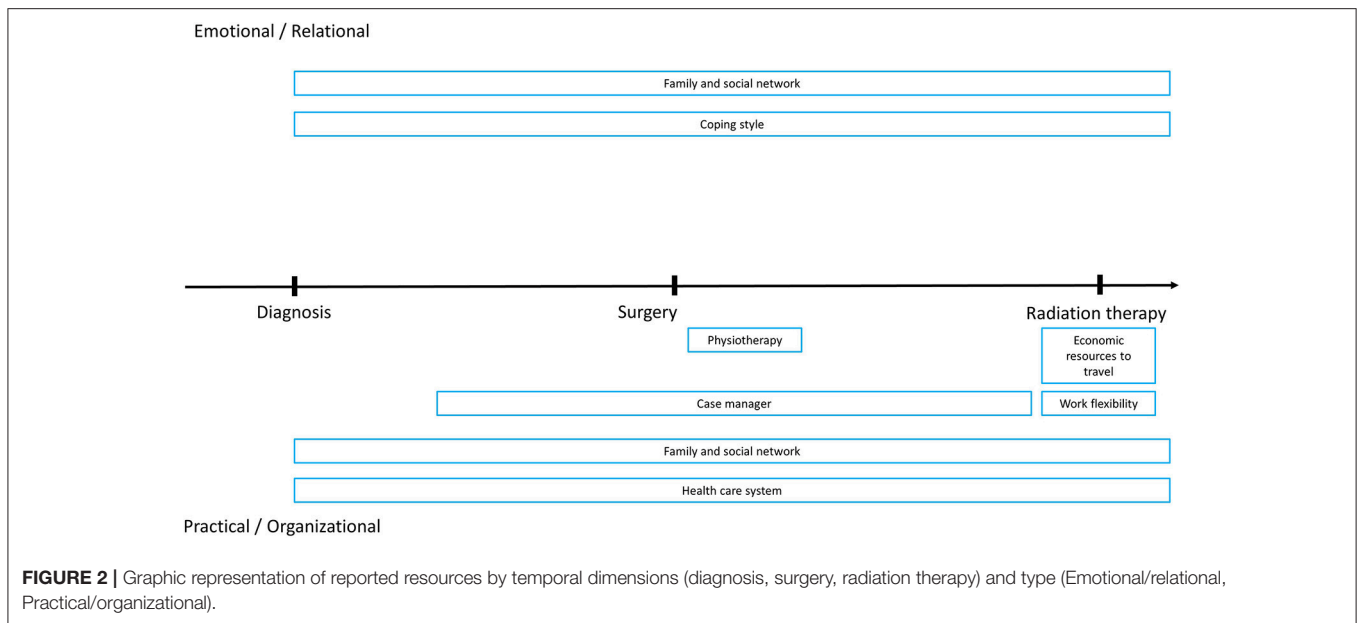 Emotional / Relational
Family and social network
Coping style
Diagnosis
Surgery
Radiation therapy
Physiotherapy
Economic
resources to
travel
Case manager
Work flexibility
Family and social network
Health care system
Practical / Organizational
FIGURE 2 | Graphic representation of reported resources by temporal dimensions (diagnosis, surgery, radiation therapy) and type (Emotional/relational,
Practical/organizational).